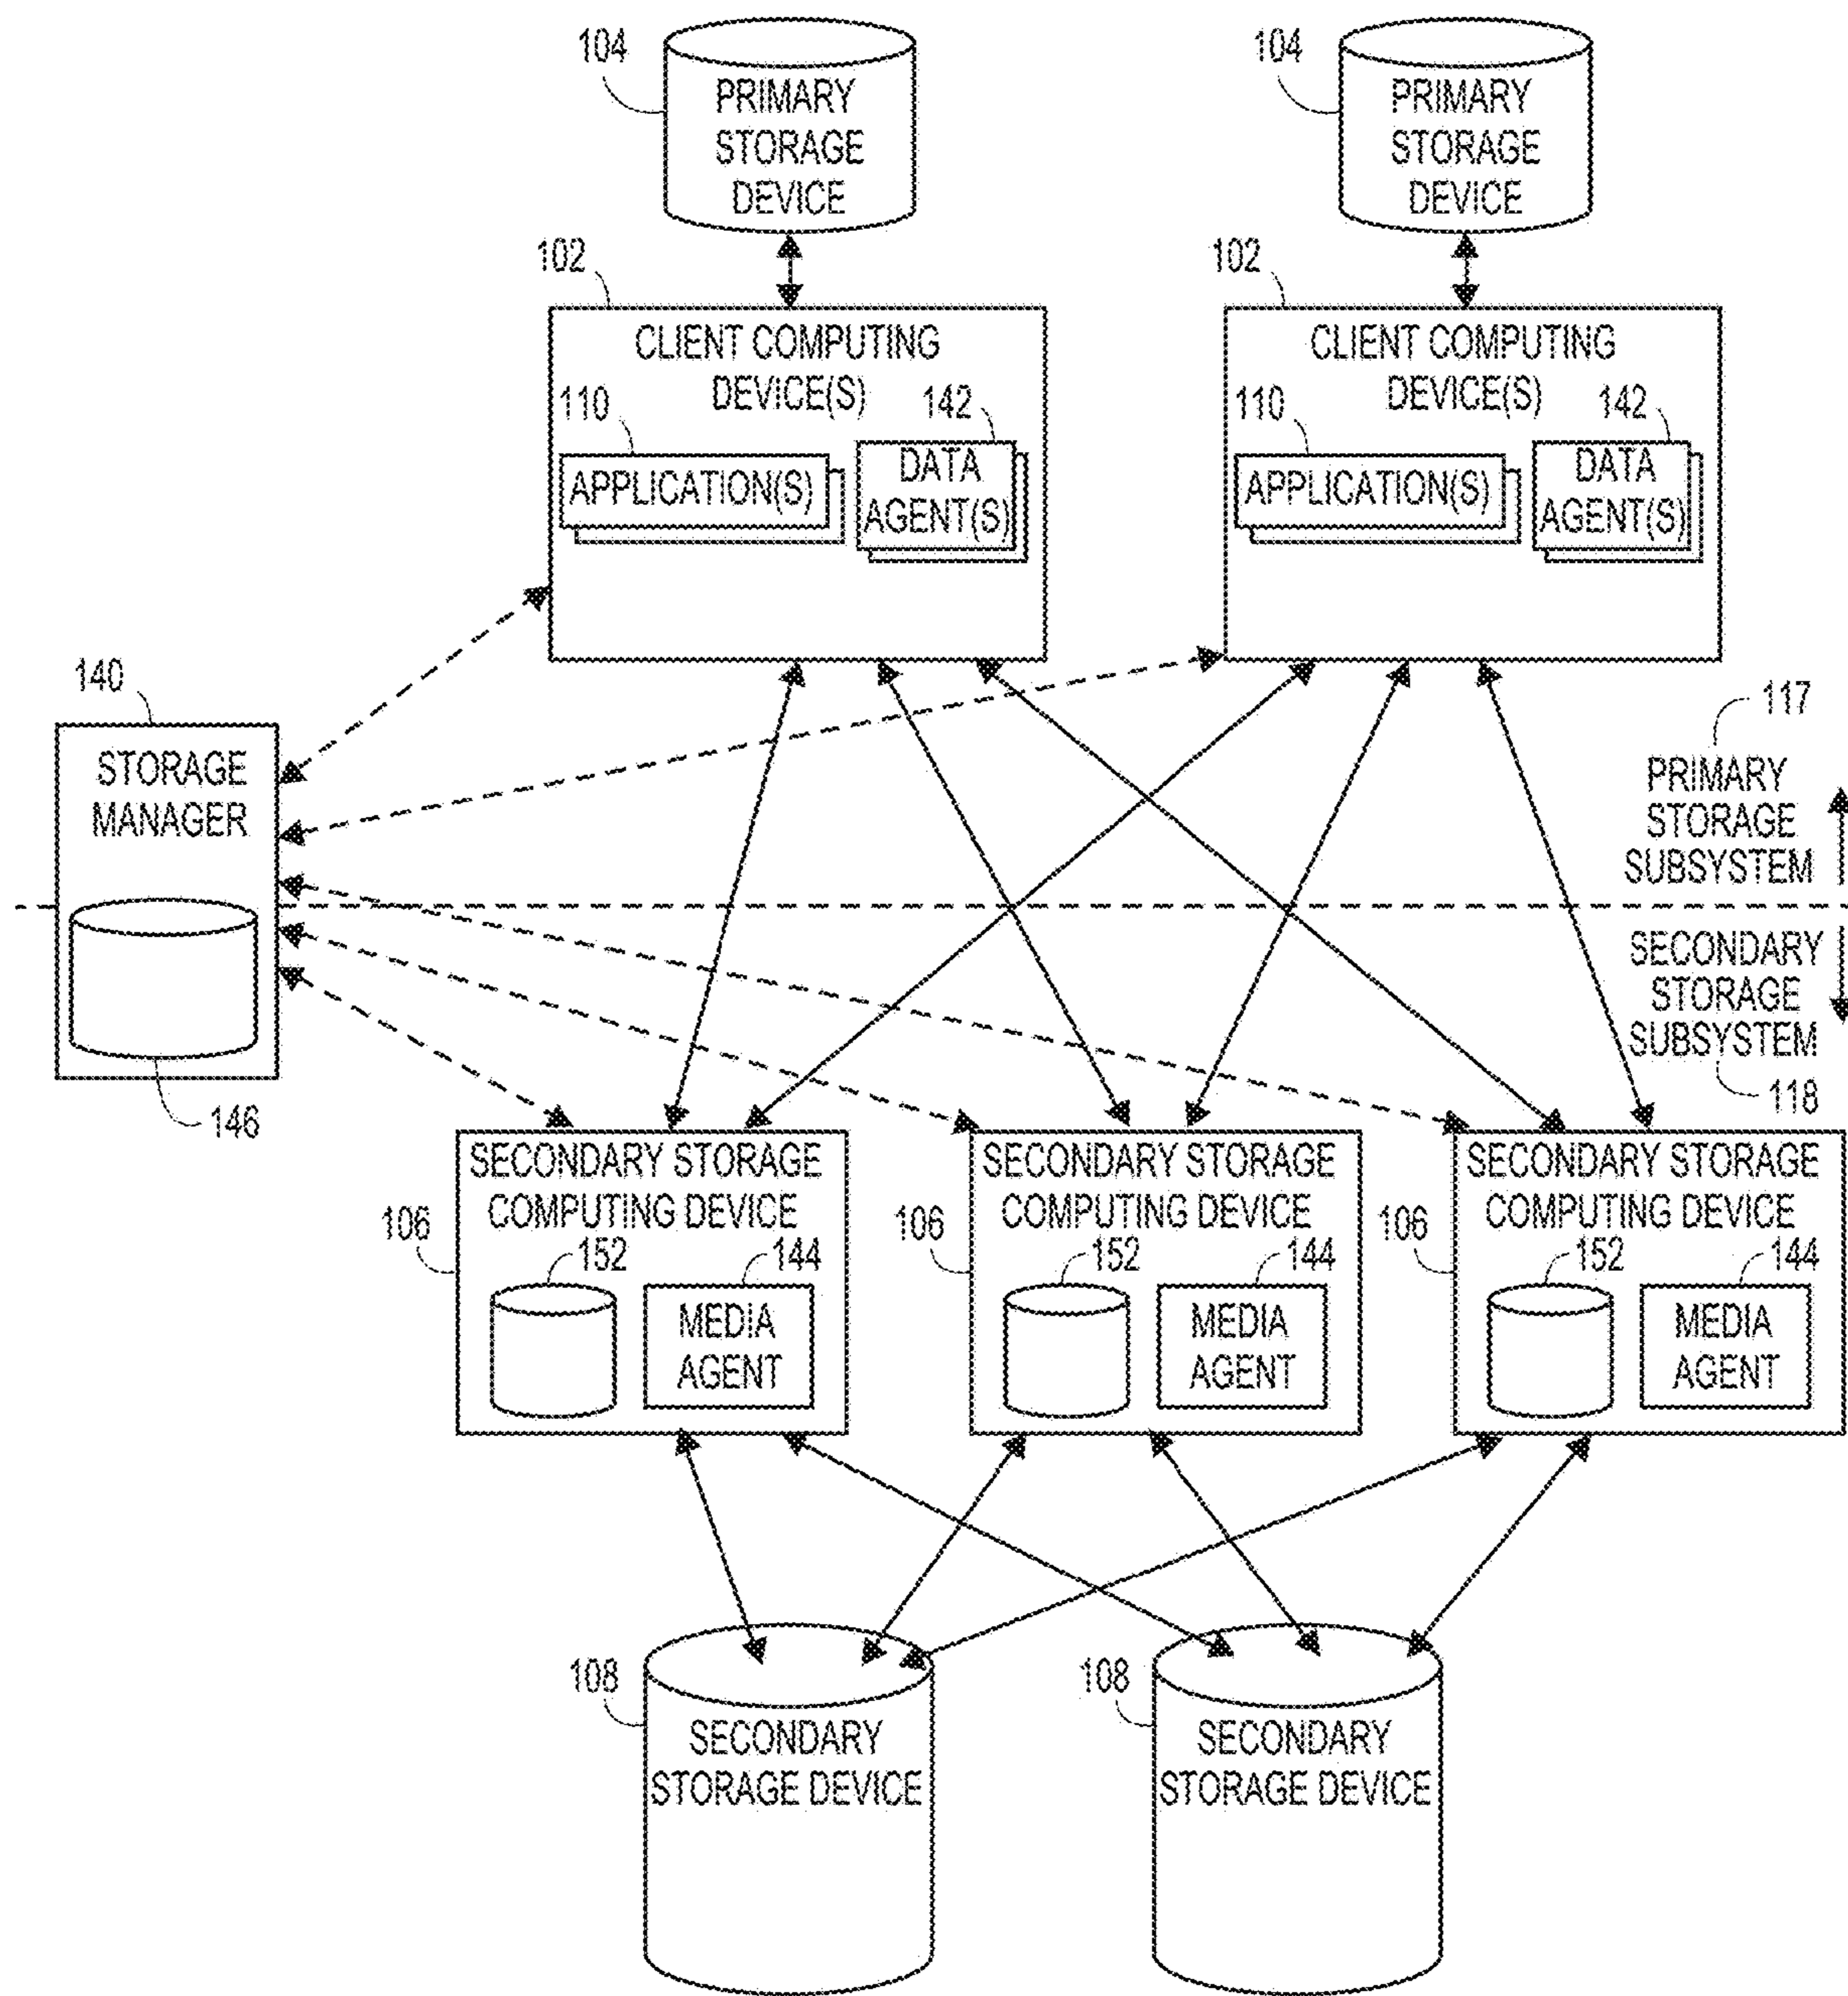 104
PRIMARY
STORAGE
DEVICE
104
PRIMARY
STORAGE
DEVICE
102
CLIENT COMPUTING
DEVICE(S)
110
142
APPLICATION(S)
DATA
AGENT(S)
102
CLIENT COMPUTING
DEVICE(S)
110
142
APPLICATION(S)
DATA
AGENT(S)
140
STORAGE
MANAGER
146
117
PRIMARY
STORAGE
SUBSYSTEM
SECONDARY
STORAGE
SUBSYSTEM
118
106
SECONDARY STORAGE
COMPUTING DEVICE
152
144
MEDIA
AGENT
106
SECONDARY STORAGE
COMPUTING DEVICE
152
144
MEDIA
AGENT
106
SECONDARY STORAGE
COMPUTING DEVICE
152
144
MEDIA
AGENT
108
SECONDARY
STORAGE DEVICE
108
SECONDARY
STORAGE DEVICE